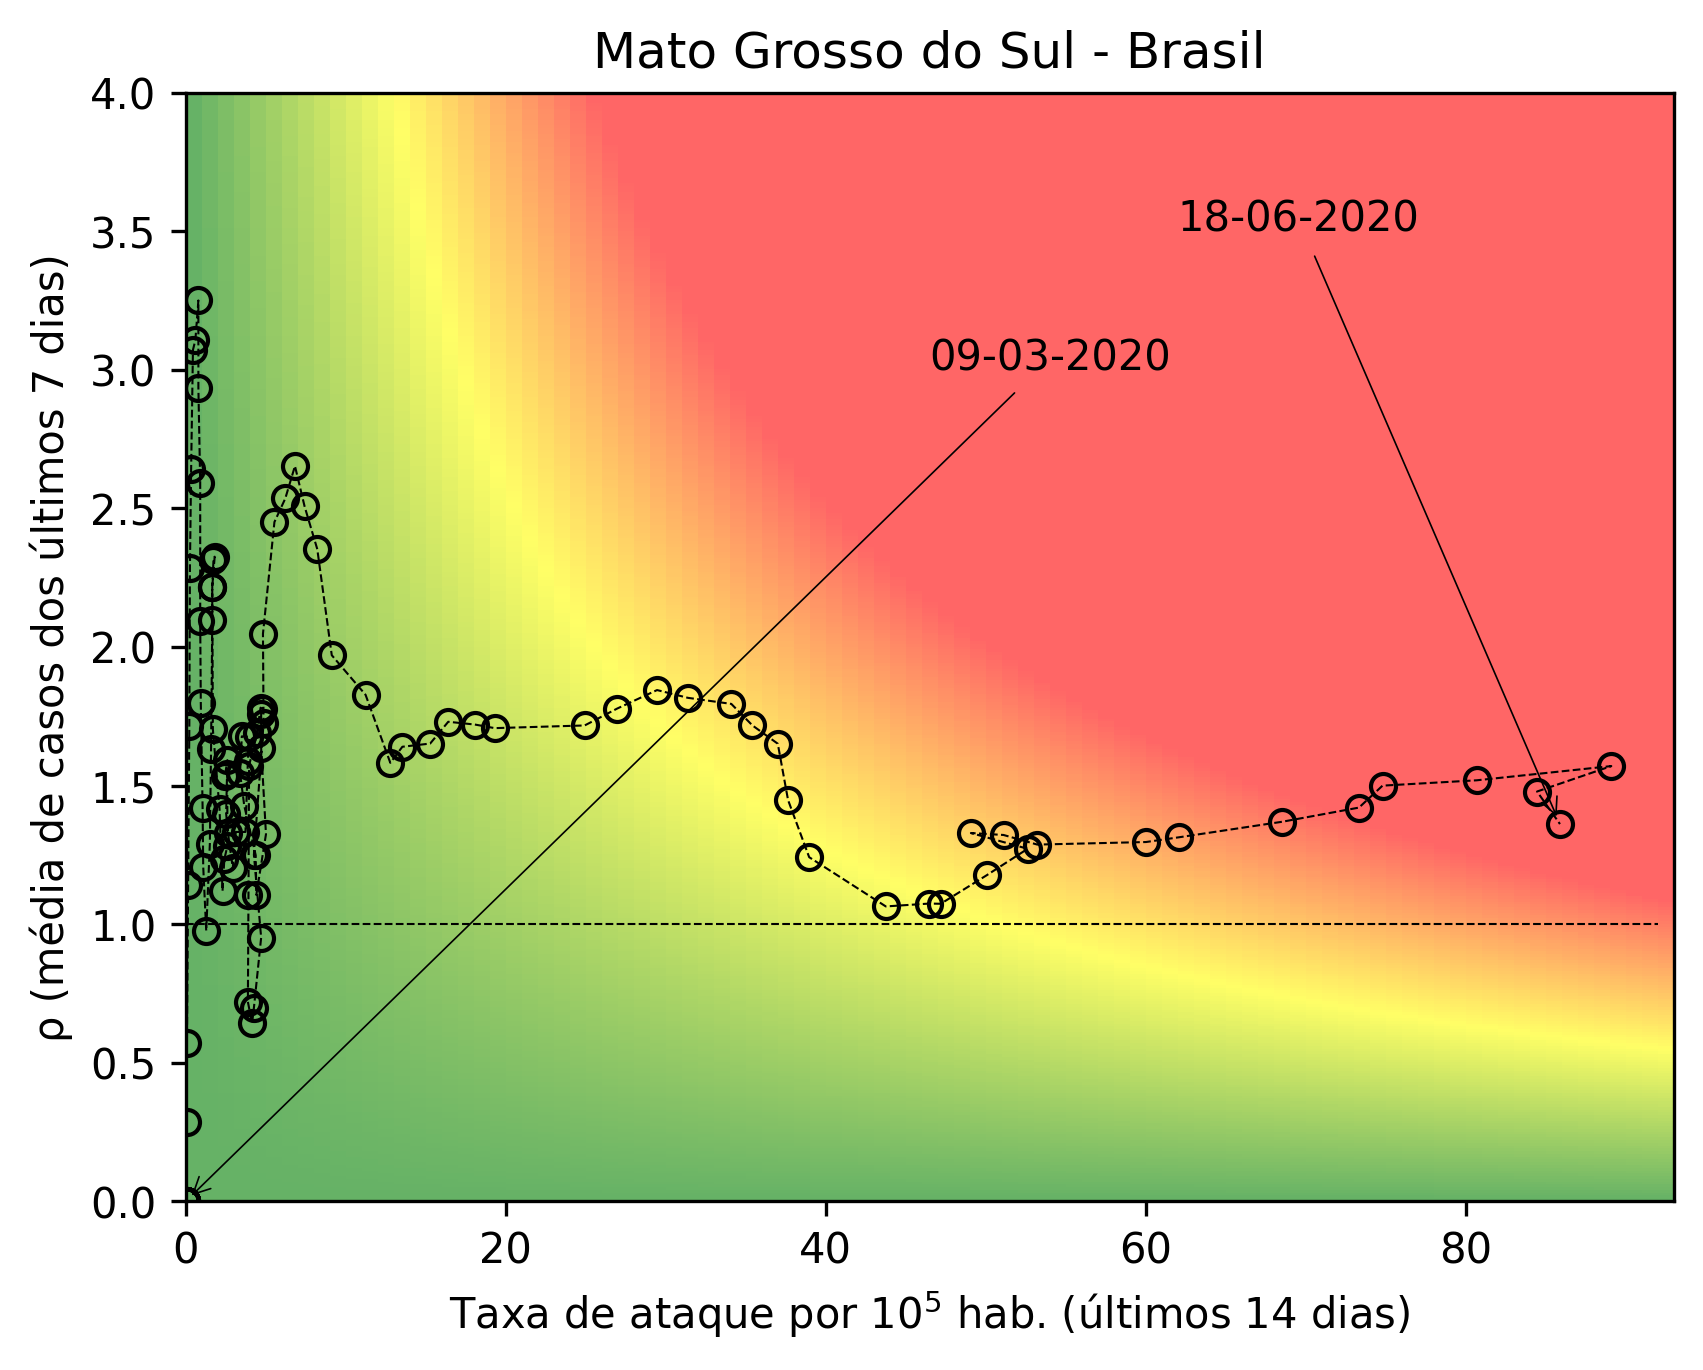 Mato Grosso do Sul - Brasil
4.0
3.5
3.0
2.5
2.0
1.5
1.0
0.5
0.0
ρ (média de casos dos últimos 7 dias)
18-06-2020
09-03-2020
0 20 40 60 80
Taxa de ataque por 10⁵ hab. (últimos 14 dias)